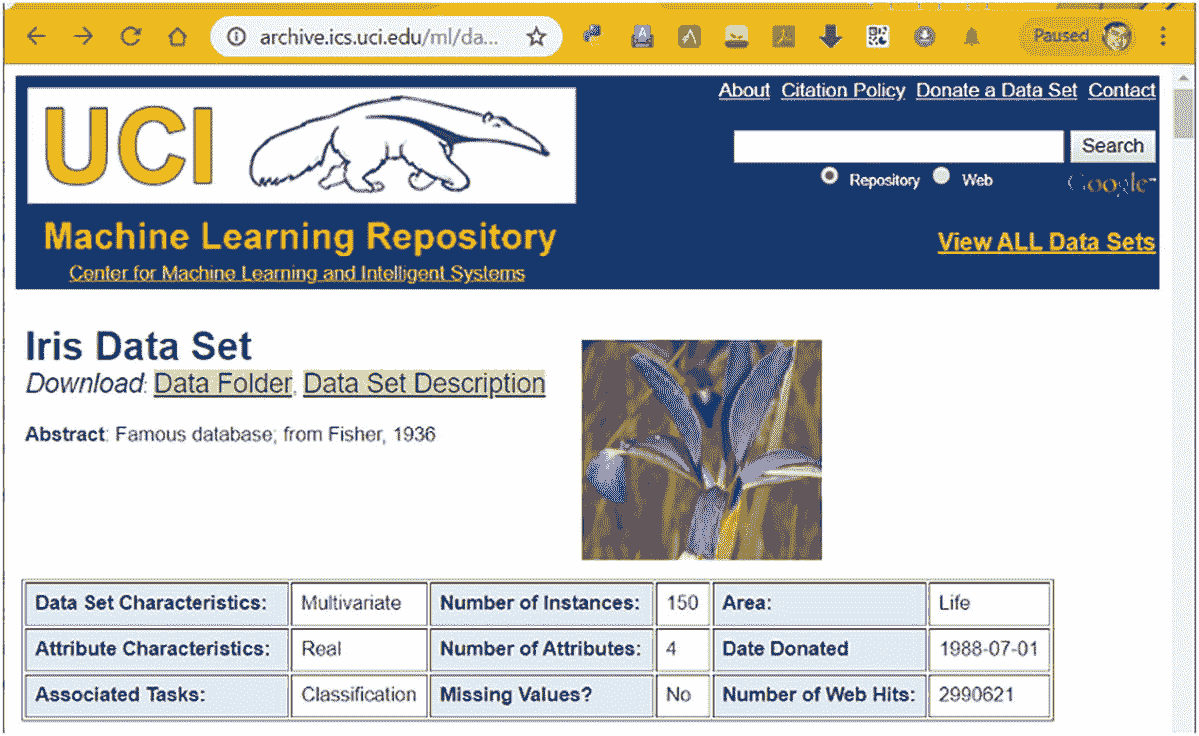 archive.ics.uci.edu/ml/da...
Paused
About Citation Policy Donate a Data Set Contact
UCI
Search
Repository Web
Google
Machine Learning Repository
View ALL Data Sets
Center for Machine Learning and Intelligent Systems
Iris Data Set
Download: Data Folder, Data Set Description
Abstract: Famous database; from Fisher, 1936
Data Set Characteristics: Multivariate Number of Instances: 150 Area: Life
Attribute Characteristics: Real Number of Attributes: 4 Date Donated 1988-07-01
Associated Tasks: Classification Missing Values? No Number of Web Hits: 2990621